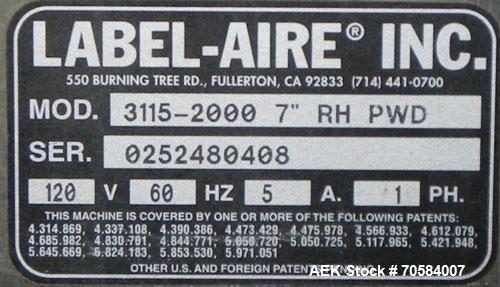 LABEL-AIRE® INC.
550 BURNING TREE RD., FULLERTON, CA 92833 (714) 441-0700
MOD. 3115-2000 7" RH PWD
SER. 0252480408
120 V 60 HZ 5 A. 1 PH.
THIS MACHINE IS COVERED BY ONE OR MORE OF THE FOLLOWING PATENTS:
4.314.869, 4.337.108, 4.390.386, 4.473.429, 4.475.978, 4.566.933, 4.612.079,
4.685.982, 4.830.701, 4.844.771, 5.050.720, 5.050.725, 5.117.965, 5.421.948,
5.645.669, 5.824.183, 5.853.530, 5.971.051
OTHER U.S. AND FOREIGN PATENTS
AEK Stock # 70584007